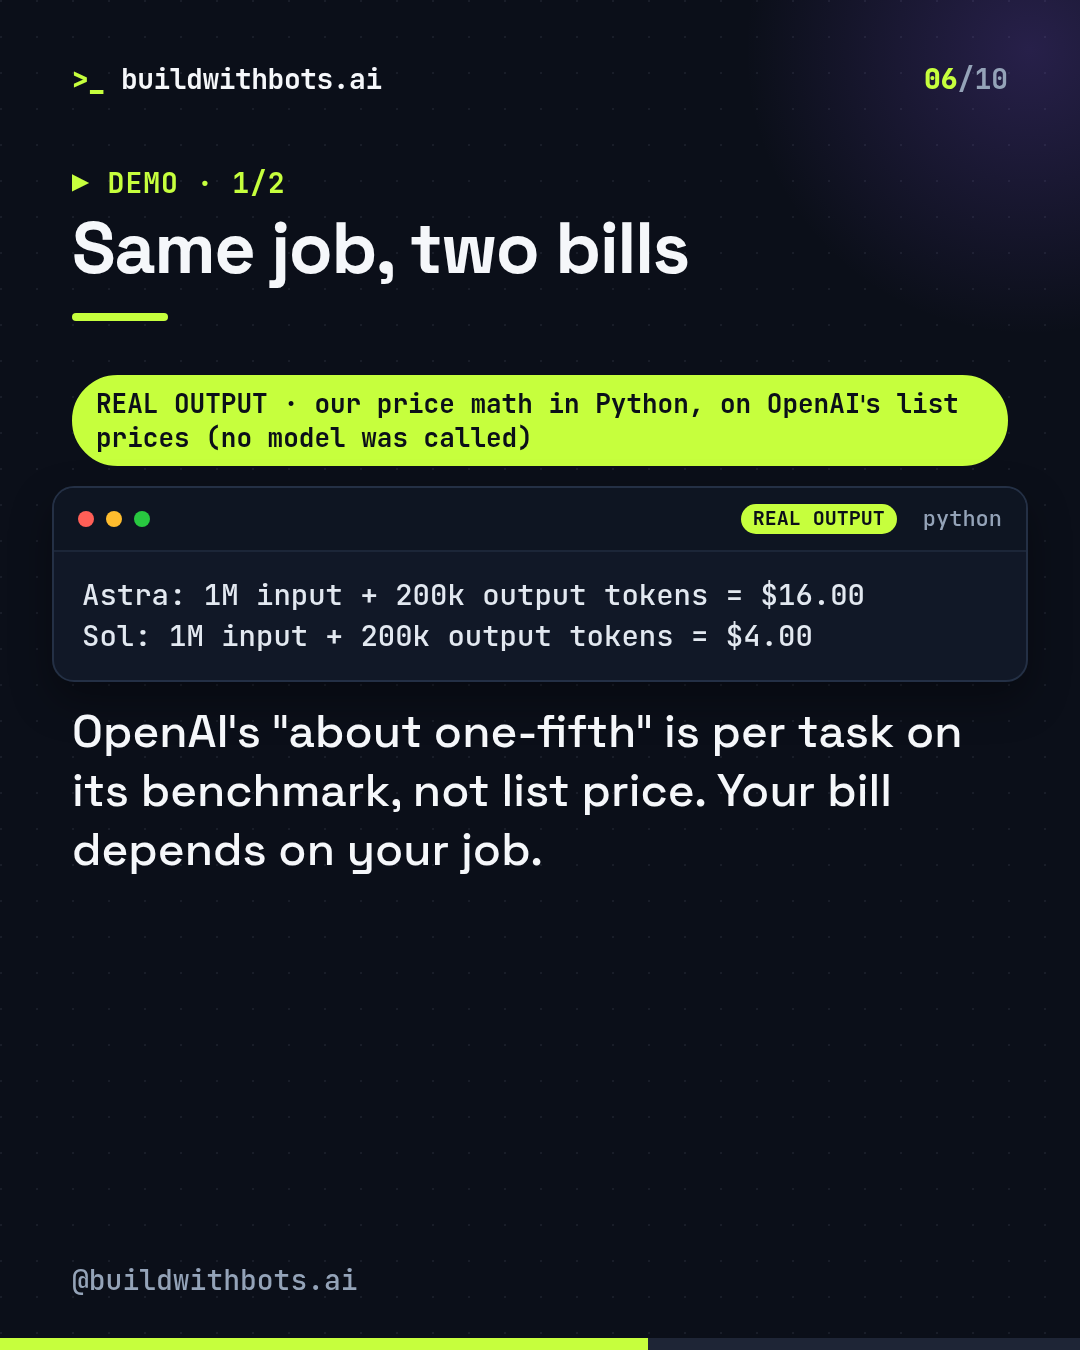 >_ buildwithbots.ai
06/10
▶ DEMO · 1/2
Same job, two bills
REAL OUTPUT · our price math in Python, on OpenAI's list
prices (no model was called)
REAL OUTPUT python
Astra: 1M input + 200k output tokens = $16.00
Sol: 1M input + 200k output tokens = $4.00
OpenAI's "about one-fifth" is per task on
its benchmark, not list price. Your bill
depends on your job.
@buildwithbots.ai